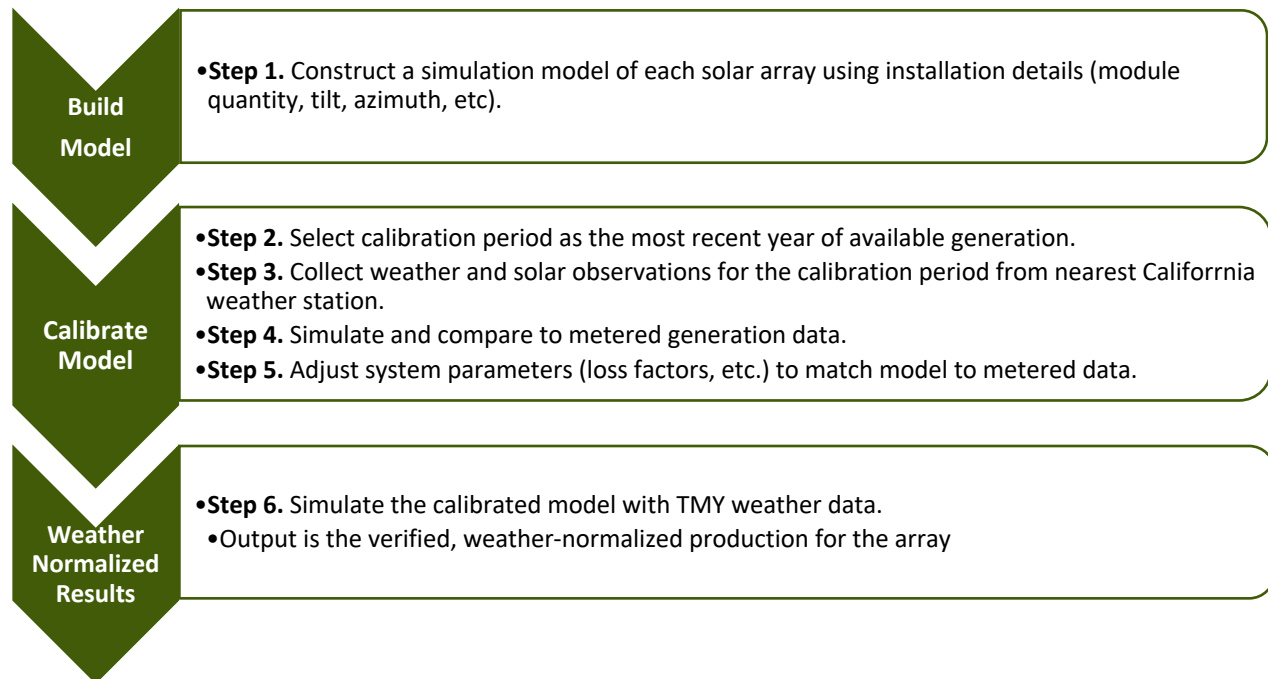 Build
Model
•Step 1. Construct a simulation model of each solar array using installation details (module
quantity, tilt, azimuth, etc).
Calibrate
Model
•Step 2. Select calibration period as the most recent year of available generation.
•Step 3. Collect weather and solar observations for the calibration period from nearest Califorrnia
weather station.
•Step 4. Simulate and compare to metered generation data.
•Step 5. Adjust system parameters (loss factors, etc.) to match model to metered data.
Weather
Normalized
Results
•Step 6. Simulate the calibrated model with TMY weather data.
•Output is the verified, weather-normalized production for the array